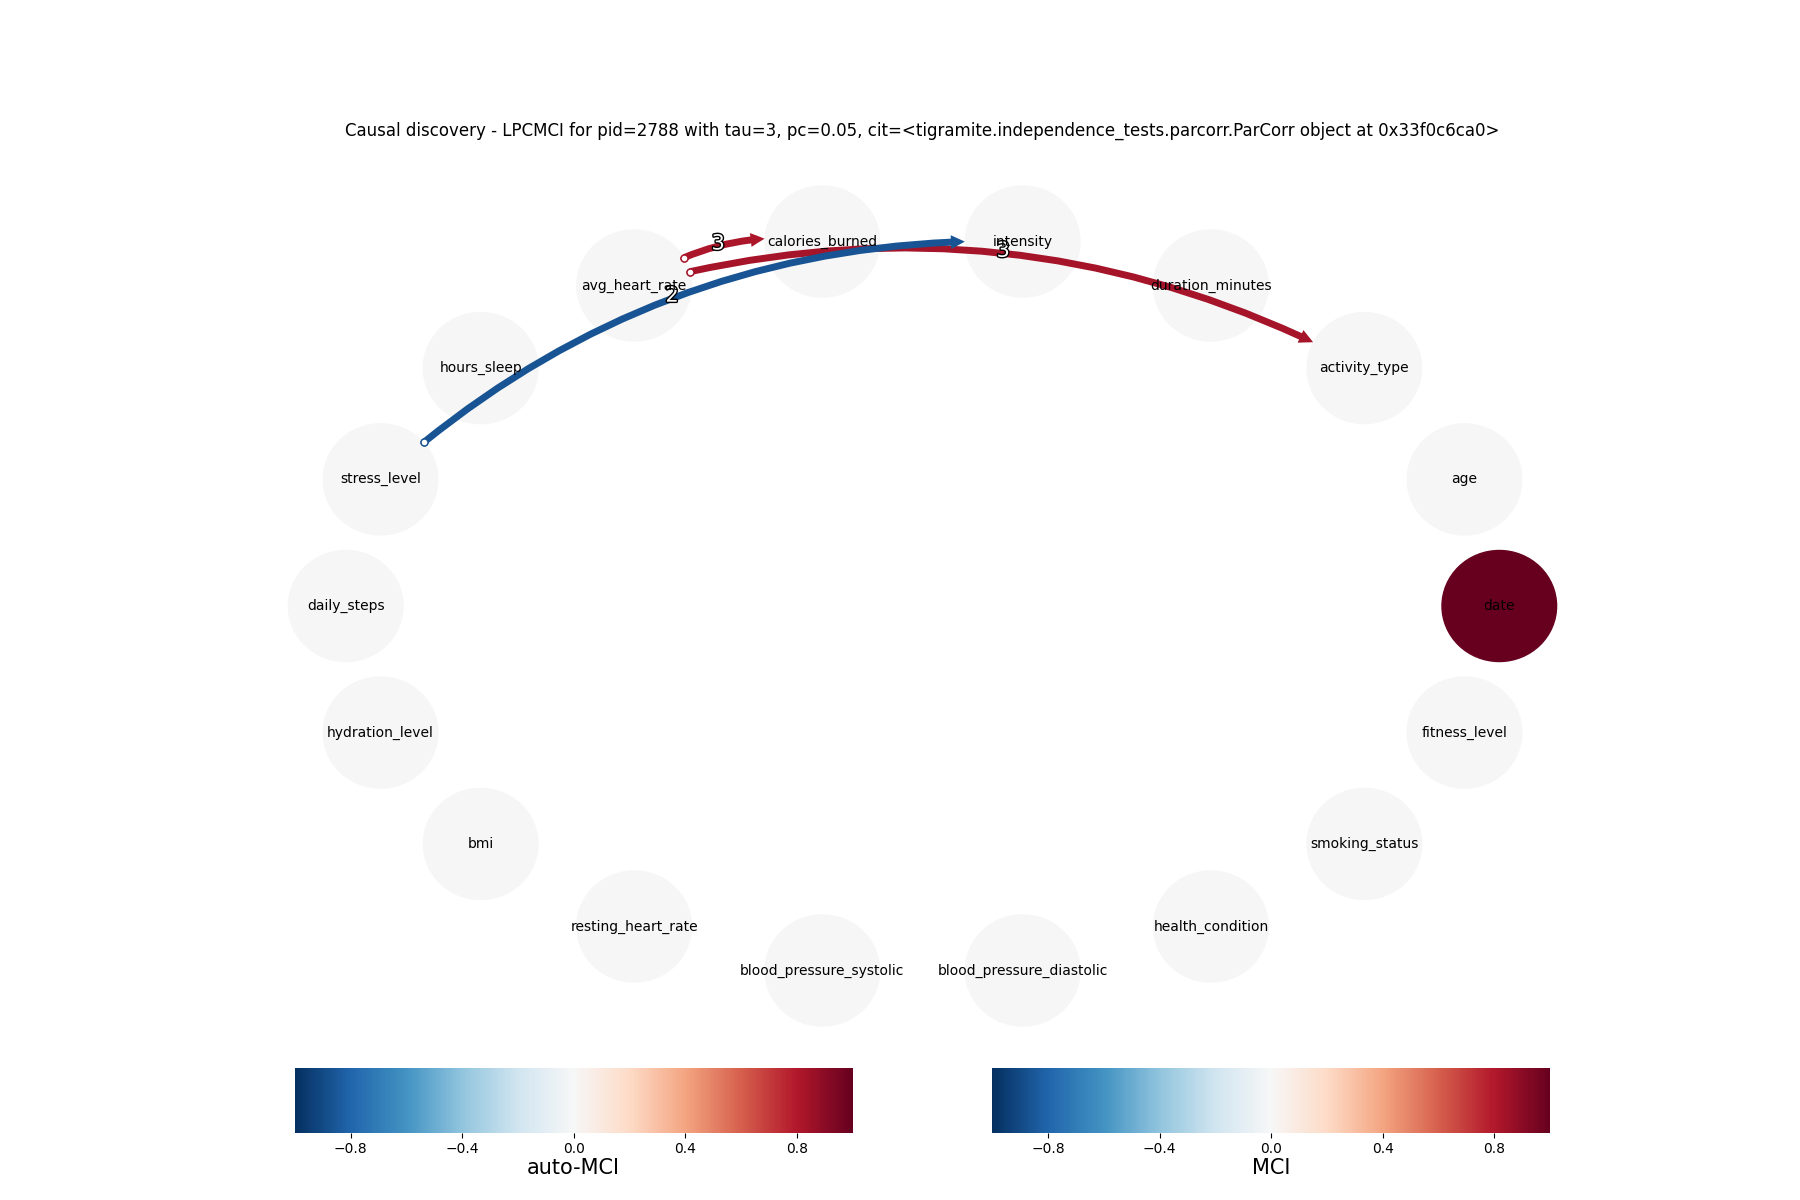 Causal discovery - LPCMCI for pid=2788 with tau=3, pc=0.05, cit=<tigramite.independence_tests.parcorr.ParCorr object at 0x33f0c6ca0>
calories_burned
intensity
3
3
avg_heart_rate
duration_minutes
2
hours_sleep
activity_type
stress_level
age
daily_steps
date
hydration_level
fitness_level
bmi
smoking_status
resting_heart_rate
health_condition
blood_pressure_systolic
blood_pressure_diastolic
−0.8 −0.4 0.0 0.4 0.8
auto-MCI
−0.8 −0.4 0.0 0.4 0.8
MCI